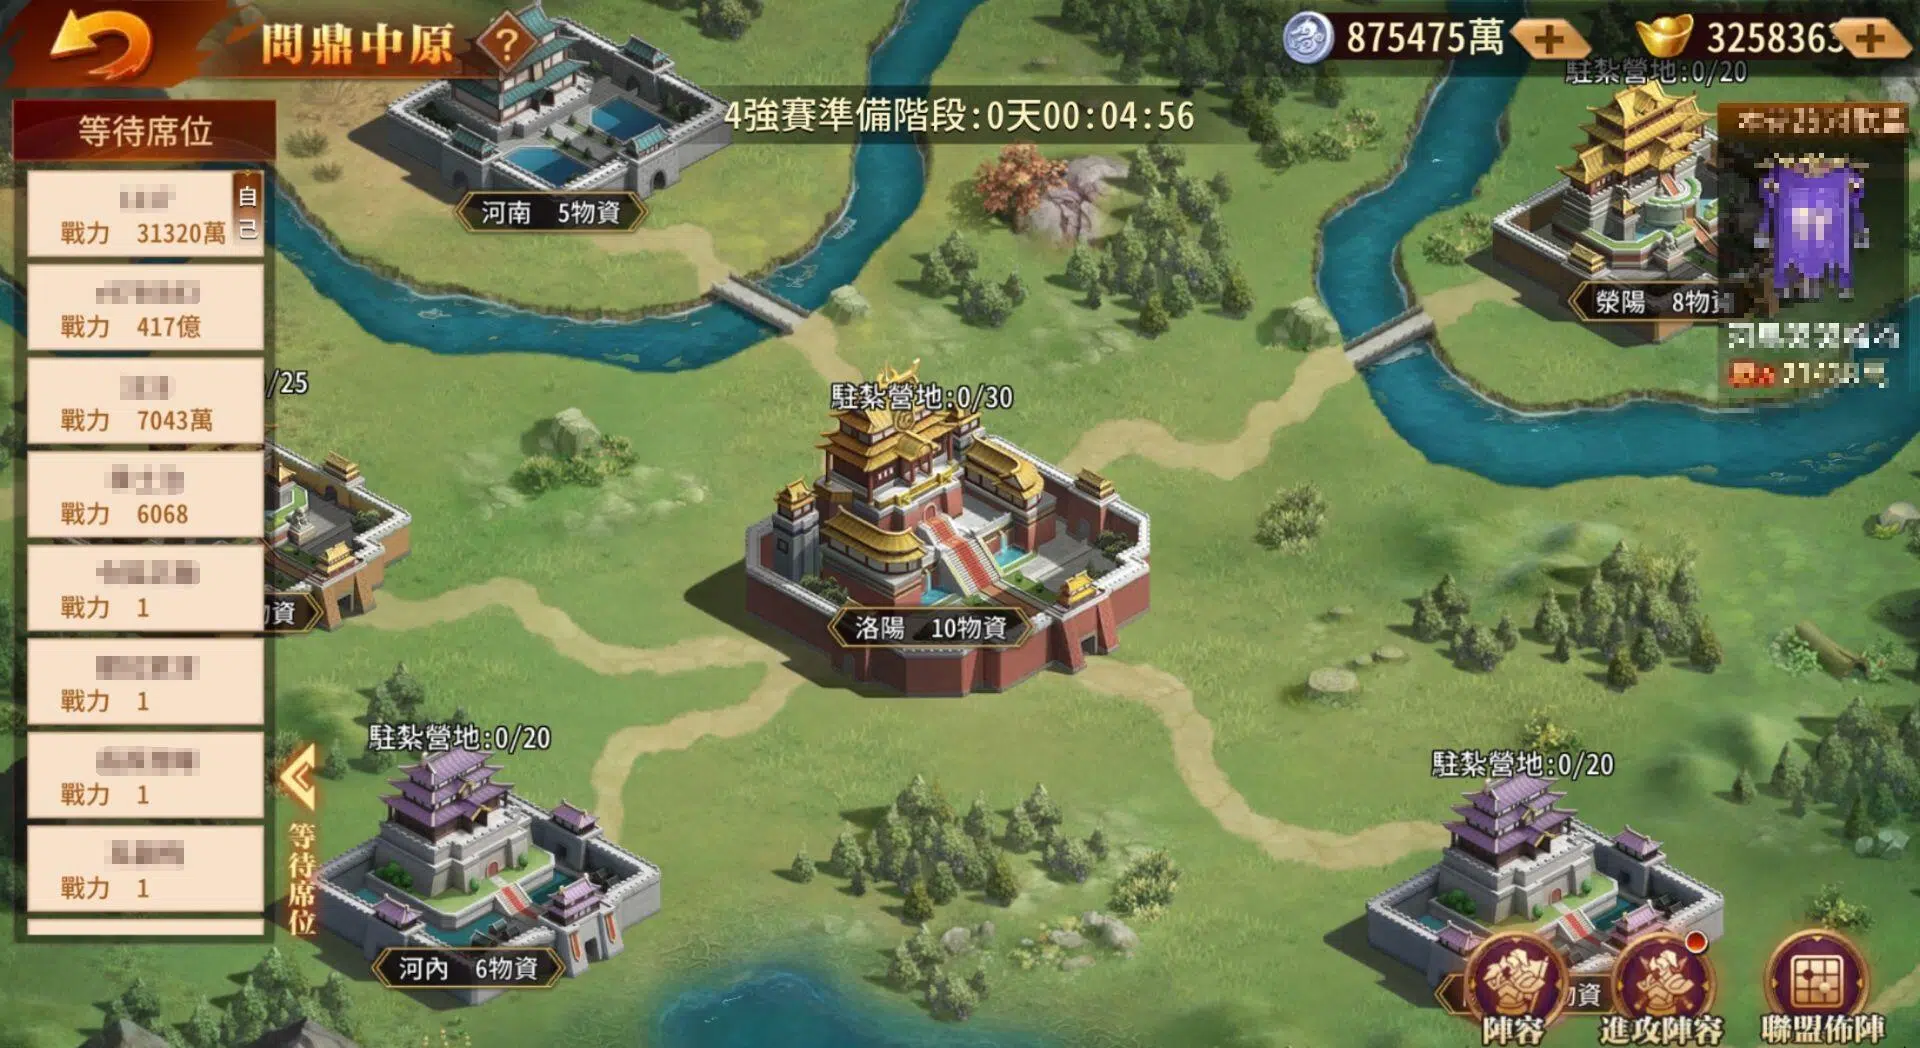 問鼎中原
?
875475萬
3258363
駐紮營地:0/20
4強賽準備階段:0天00:04:56
等待席位
自己
戰力 31320萬
戰力 417億
戰力 7043萬
戰力 6068
戰力 1
戰力 1
戰力 1
戰力 1
等待席位
河南 5物資
滎陽 8物資
/25
駐紮營地:0/30
洛陽 10物資
物資
駐紮營地:0/20
河內 6物資
駐紮營地:0/20
物資
陣容
進攻陣容
聯盟佈陣